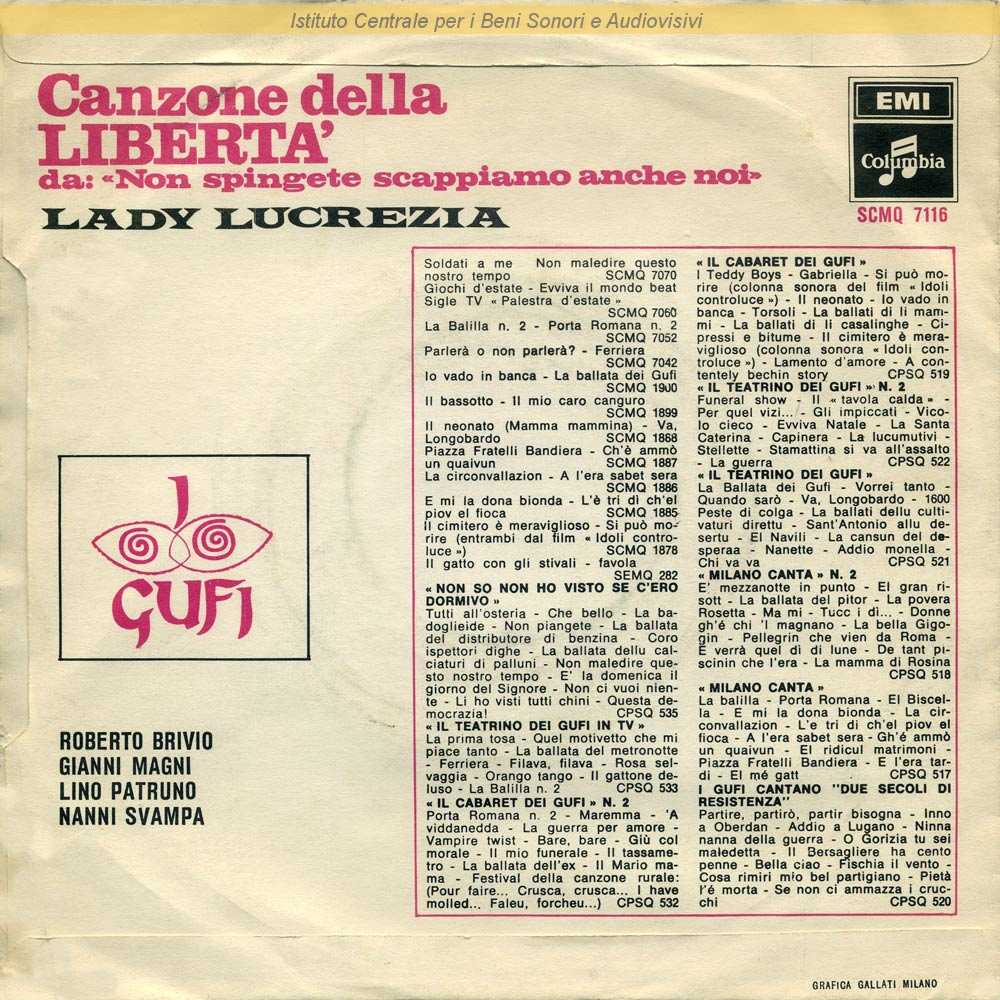 Istituto Centrale per i Beni Sonori e Audiovisivi
Canzone della
LIBERTA'
da: «Non spingete scappiamo anche noi»
LADY LUCREZIA
EMI
Columbia
SCMQ 7116
Soldati a me Non maledire questo
nostro tempo SCMQ 7070
Giochi d'estate - Evviva il mondo beat
Sigle TV « Palestra d'estate »
SCMQ 7060
La Balilla n. 2 - Porta Romana n. 2
SCMQ 7052
Parlerà o non parlerà? - Ferriera
SCMQ 7042
Io vado in banca - La ballata dei Gufi
SCMQ 1900
Il bassotto - Il mio caro canguro
SCMQ 1899
Il neonato (Mamma mammina) - Va,
Longobardo SCMQ 1868
Piazza Fratelli Bandiera - Ch'è ammò
un quaivun SCMQ 1887
La circonvallazion - A l'era sabet sera
SCMQ 1886
E mi la dona bionda - L'è tri dì ch'el
piov el fioca SCMQ 1885
Il cimitero è meraviglioso - Si può mo-
rire (entrambi dal film « Idoli contro-
luce ») SCMQ 1878
Il gatto con gli stivali - favola
SEMQ 282
« NON SO NON HO VISTO SE C'ERO
DORMIVO »
Tutti all'osteria - Che bello - La ba-
doglieide - Non piangete - La ballata
del distributore di benzina - Coro
ispettori dighe - La ballata dellu cal-
ciaturi di palluni - Non maledire que-
sto nostro tempo - E' la domenica il
giorno del Signore - Non ci vuoi nien-
te - Li ho visti tutti chini - Questa de-
mocrazia! CPSQ 535
« IL TEATRINO DEI GUFI IN TV »
La prima tosa - Quel motivetto che mi
piace tanto - La ballata del metronotte
- Ferriera - Filava, filava - Rosa sel-
vaggia - Orango tango - Il gattone de-
luso - La Balilla n. 2 CPSQ 533
« IL CABARET DEI GUFI » N. 2
Porta Romana n. 2 - Maremma - 'A
viddanedda - La guerra per amore -
Vampire twist - Bare, bare - Giù col
morale - Il mio funerale - Il tassame-
tro - La ballata dell'ex - Il Mario ma-
ma - Festival della canzone rurale:
(Pour faire... Crusca, crusca... I have
molled... Faleu, forcheu...) CPSQ 532
« IL CABARET DEI GUFI »
I Teddy Boys - Gabriella - Si può mo-
rire (colonna sonora del film « Idoli
controluce ») - Il neonato - Io vado in
banca - Torsoli - La ballati di li mam-
mi - La ballati di li casalinghe - Ci-
pressi e bitume - Il cimitero è mera-
viglioso (colonna sonora « Idoli con-
troluce ») - Lamento d'amore - A con-
tentely bechin story CPSQ 519
« IL TEATRINO DEI GUFI » N. 2
Funeral show - Il « tavola calda » -
Per quel vizi... - Gli impiccati - Vico-
lo cieco - Evviva Natale - La Santa
Caterina - Capinera - La lucumutivi -
Stellette - Stamattina si va all'assalto
- La guerra CPSQ 522
« IL TEATRINO DEI GUFI »
La Ballata dei Gufi - Vorrei tanto -
Quando sarò - Va, Longobardo - 1600
Peste di colga - La ballati dellu culti-
vaturi direttu - Sant'Antonio allu de-
sertu - El Navili - La cansun del de-
speraa - Nanette - Addio monella -
Chi va va CPSQ 521
« MILANO CANTA » N. 2
E' mezzanotte in punto - El gran ri-
sott - La ballata del pitor - La povera
Rosetta - Ma mi - Tucc i dì... - Donne
gh'é chi 'l magnano - La bella Gigo-
gin - Pellegrin che vien da Roma -
E verrà quel dì di lune - De tant pi-
scinin che l'era - La mamma di Rosina
CPSQ 518
« MILANO CANTA »
La balilla - Porta Romana - El Biscel-
la - E mi la dona bionda - La cir-
convallazion - L'e tri di ch'el piov el
fioca - A l'era sabet sera - Gh'é ammò
un quaivun - El ridicul matrimoni -
Piazza Fratelli Bandiera - E l'era tar-
di - El mé gatt CPSQ 517
I GUFI CANTANO "DUE SECOLI DI
RESISTENZA"
Partire, partirò, partir bisogna - Inno
a Oberdan - Addio a Lugano - Ninna
nanna della guerra - O Gorizia tu sei
maledetta - Il Bersagliere ha cento
penne - Bella ciao - Fischia il vento -
Cosa rimiri mio bel partigiano - Pietà
l'é morta - Se non ci ammazza i cruc-
chi CPSQ 520
I
GUFI
ROBERTO BRIVIO
GIANNI MAGNI
LINO PATRUNO
NANNI SVAMPA
GRAFICA GALLATI MILANO